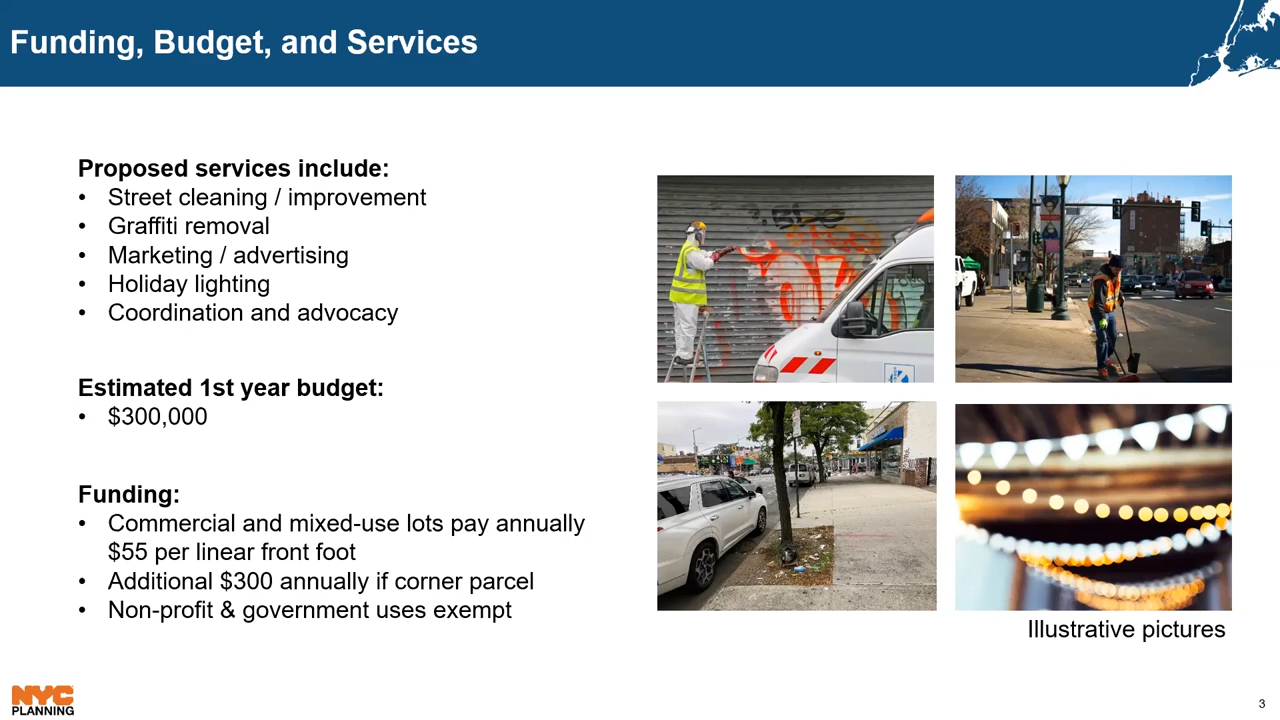 Funding, Budget, and Services
Proposed services include:
• Street cleaning / improvement
• Graffiti removal
• Marketing / advertising
• Holiday lighting
• Coordination and advocacy
Estimated 1st year budget:
• $300,000
Funding:
• Commercial and mixed-use lots pay annually
$55 per linear front foot
• Additional $300 annually if corner parcel
• Non-profit & government uses exempt
Illustrative pictures
NYC
PLANNING
3